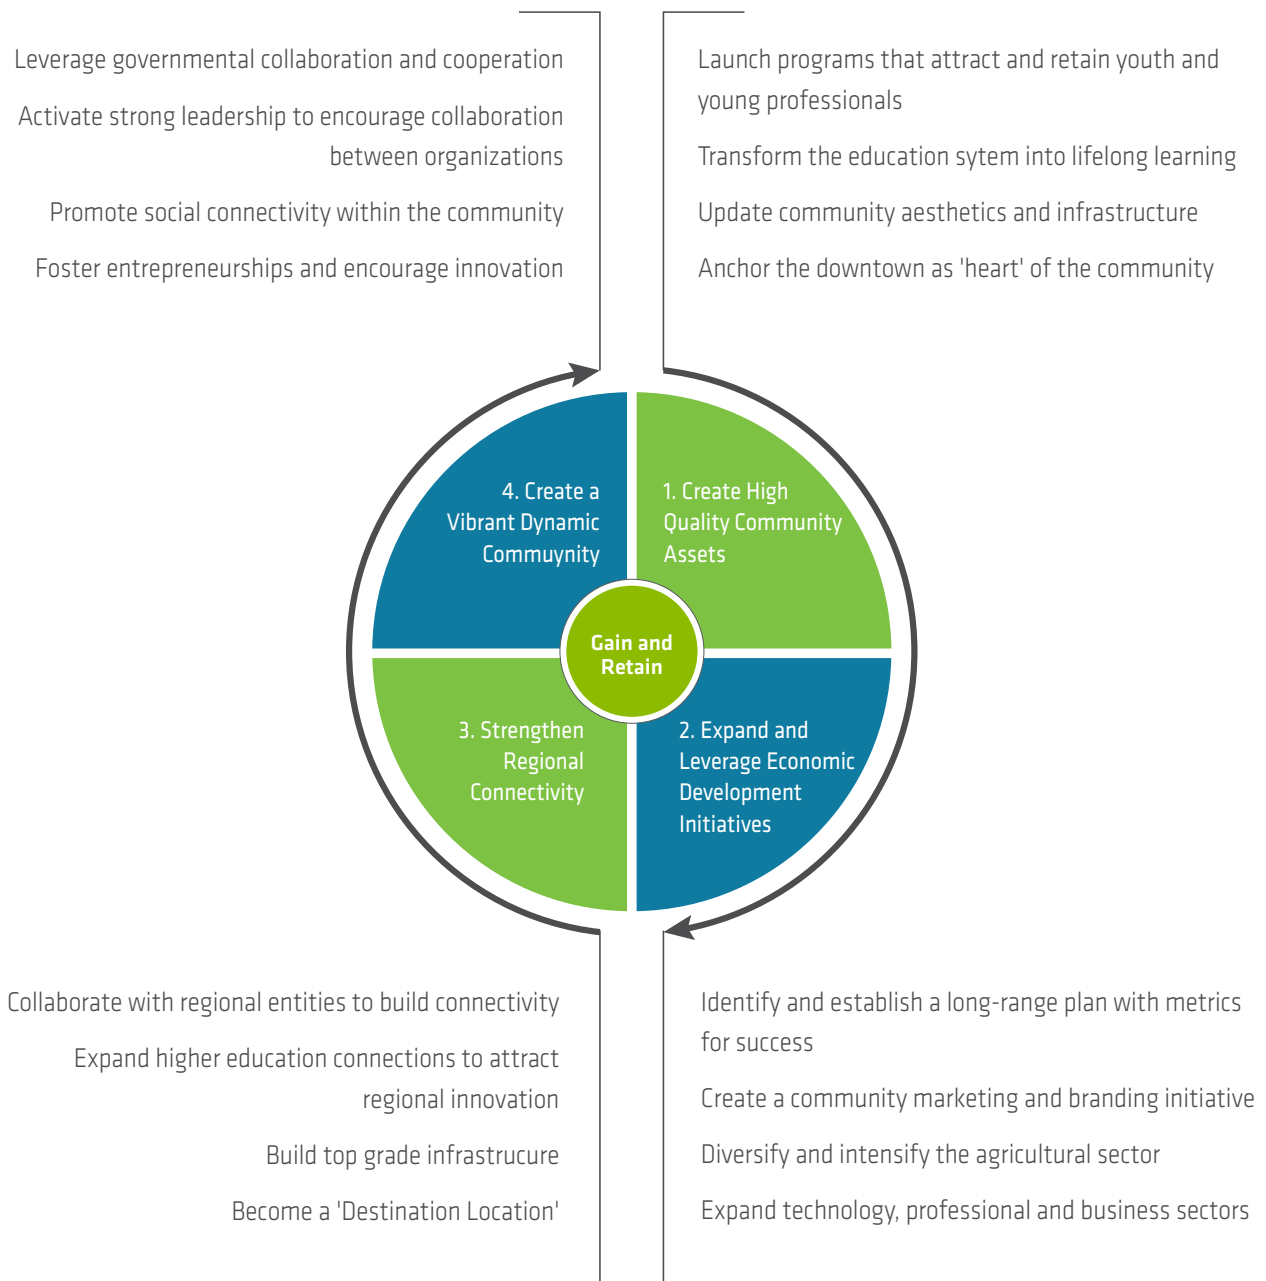 Leverage governmental collaboration and cooperation
Activate strong leadership to encourage collaboration
between organizations
Promote social connectivity within the community
Foster entrepreneurships and encourage innovation
Launch programs that attract and retain youth and
young professionals
Transform the education sytem into lifelong learning
Update community aesthetics and infrastructure
Anchor the downtown as 'heart' of the community
4. Create a
Vibrant Dynamic
Commuynity
1. Create High
Quality Community
Assets
Gain and
Retain
3. Strengthen
Regional
Connectivity
2. Expand and
Leverage Economic
Development
Initiatives
Collaborate with regional entities to build connectivity
Expand higher education connections to attract
regional innovation
Build top grade infrastrucure
Become a 'Destination Location'
Identify and establish a long-range plan with metrics
for success
Create a community marketing and branding initiative
Diversify and intensify the agricultural sector
Expand technology, professional and business sectors